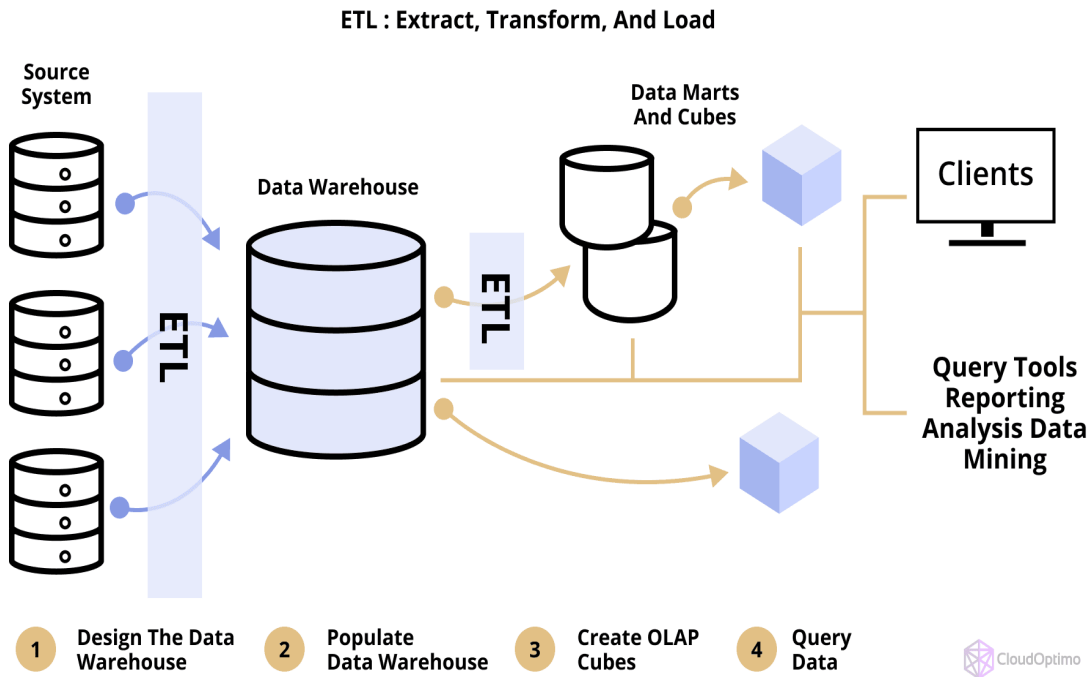 ETL : Extract, Transform, And Load
Source
System
Data Marts
And Cubes
Clients
Data Warehouse
ETL
ETL
Query Tools
Reporting
Analysis Data
Mining
1
Design The Data
Warehouse
2
Populate
Data Warehouse
3
Create OLAP
Cubes
4
Query
Data
CloudOptimo